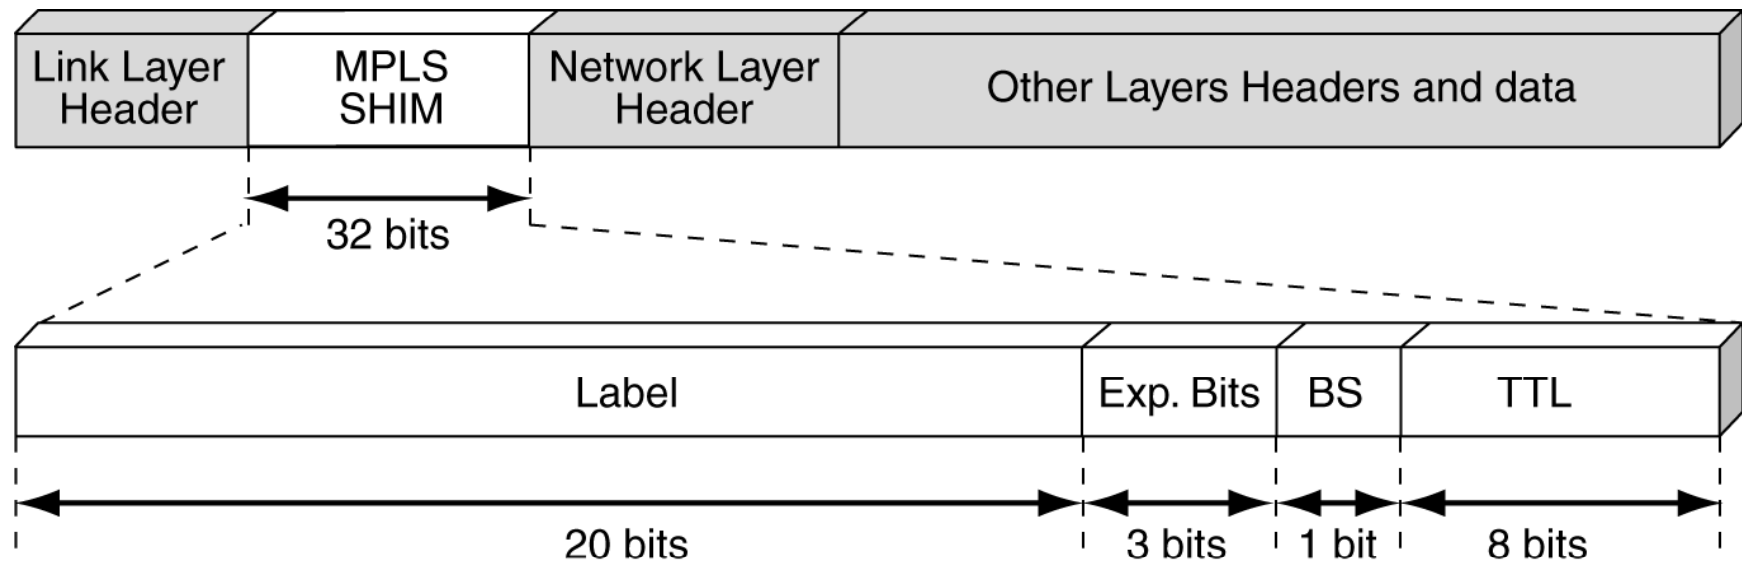 Link Layer
Header
MPLS
SHIM
Network Layer
Header
Other Layers Headers and data
32 bits
Label
Exp. Bits
BS
TTL
20 bits
3 bits
1 bit
8 bits